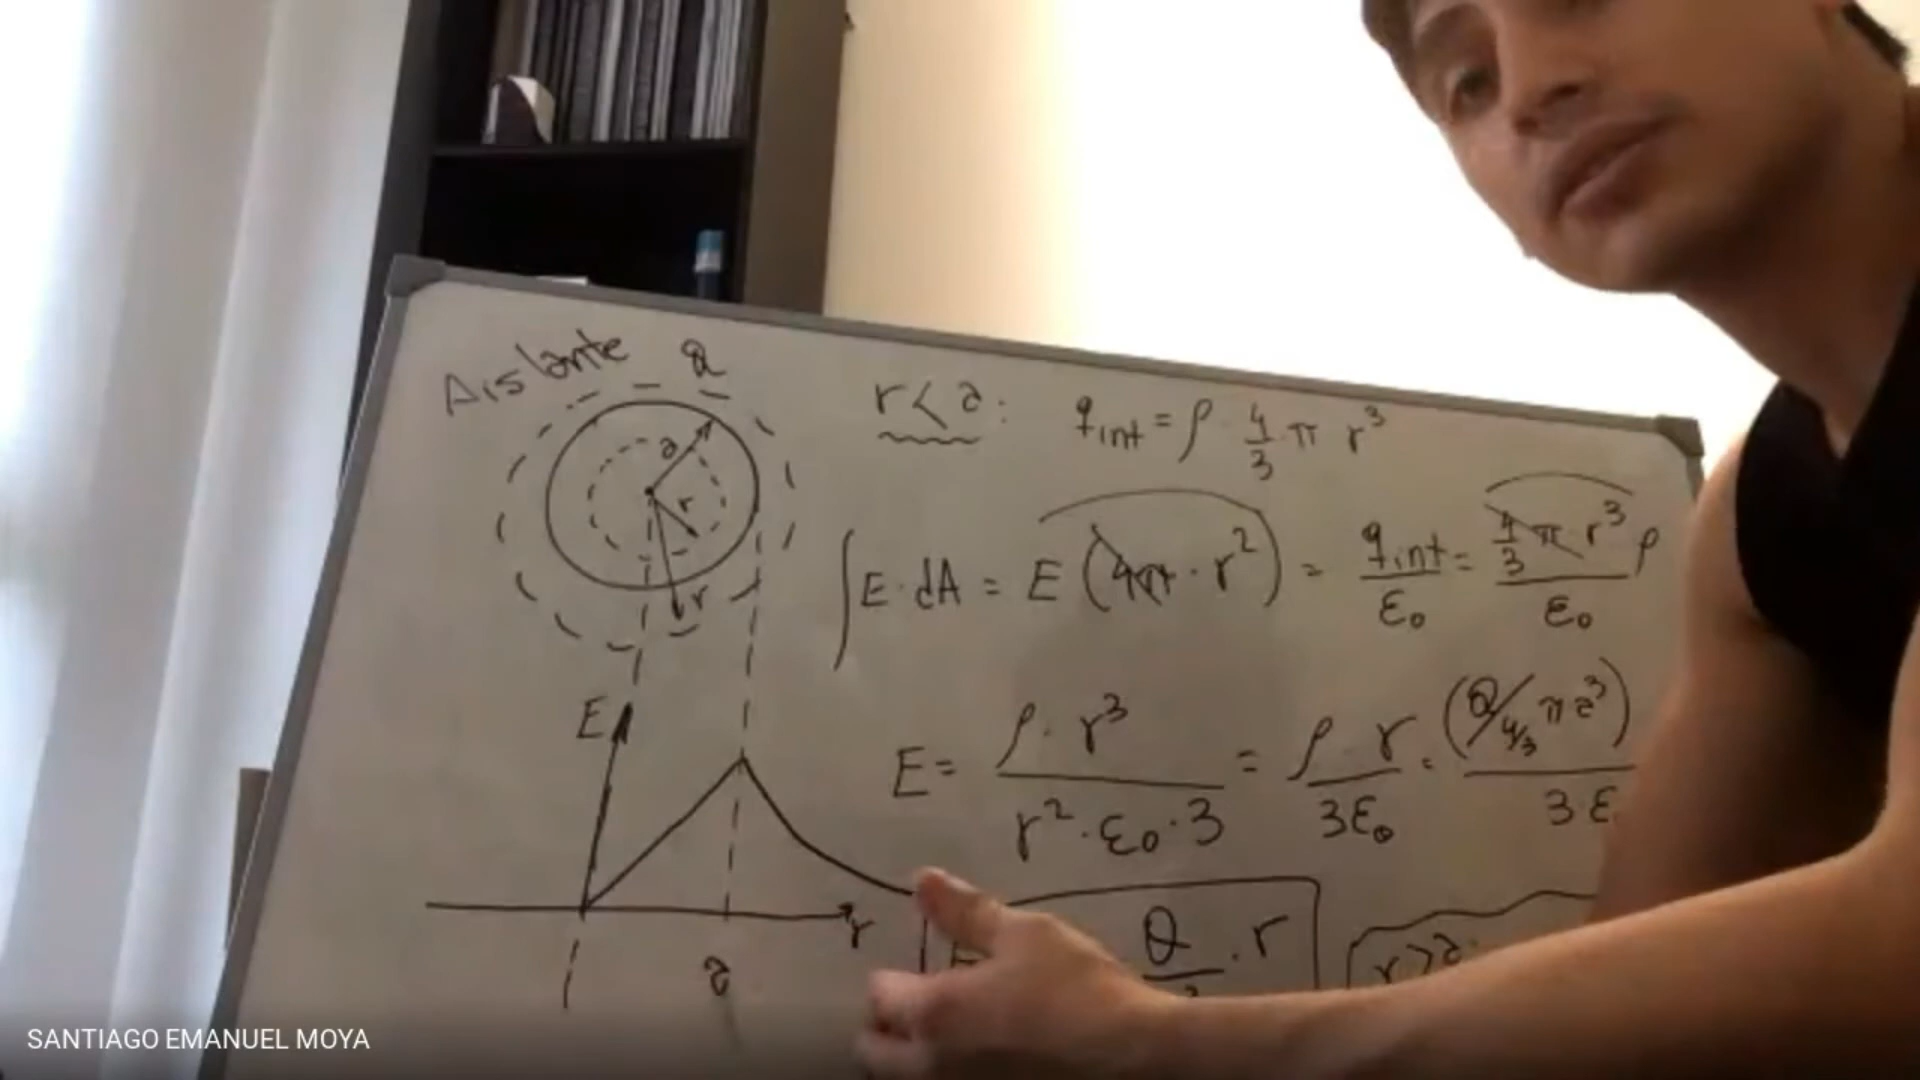 Aislante Q
a
r
r
E
r
a
r < a: q_int = ρ · 4/3 · π r³
∫ E · dA = E (4π · r²) = q_int/ε₀ = 4/3 π r³ ρ/ε₀
E = ρ · r³/r² · ε₀ · 3 = ρ · r/3ε₀ = (Q/4/3 π a³)/3ε
Q · r
r > a:
SANTIAGO EMANUEL MOYA